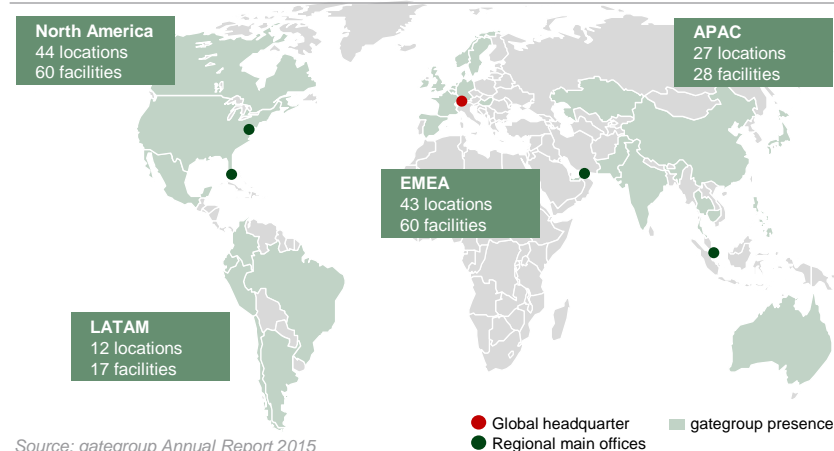 North America
44 locations
60 facilities
APAC
27 locations
28 facilities
EMEA
43 locations
60 facilities
LATAM
12 locations
17 facilities
Global headquarter
gategroup presence
Regional main offices
Source: gategroup Annual Report 2015